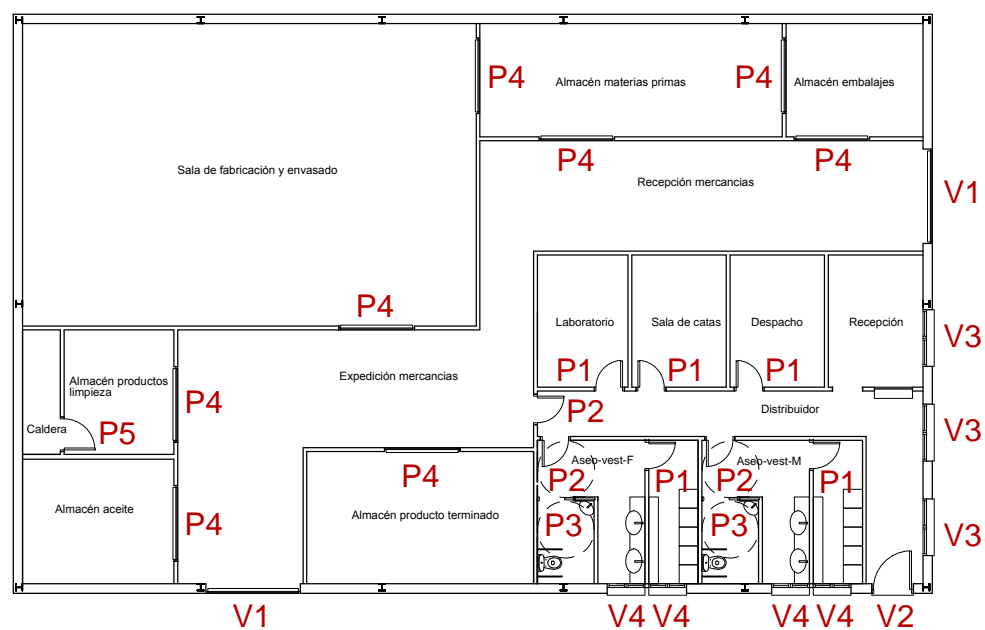 P4
Almacén materias primas
P4
Almacén embalajes
P4
P4
Sala de fabricación y envasado
Recepción mercancias
V1
P4
Laboratorio
Sala de catas
Despacho
Recepción
V3
P1
P1
P1
Almacén productos
limpieza
Expedición mercancias
P4
P2
Distribuidor
Caldera
P5
V3
Aseo-vest-F
Aseo-vest-M
P4
P2
P1
P2
P1
Almacén aceite
P4
Almacén producto terminado
P3
P3
V3
V1
V4
V4
V4
V4
V2